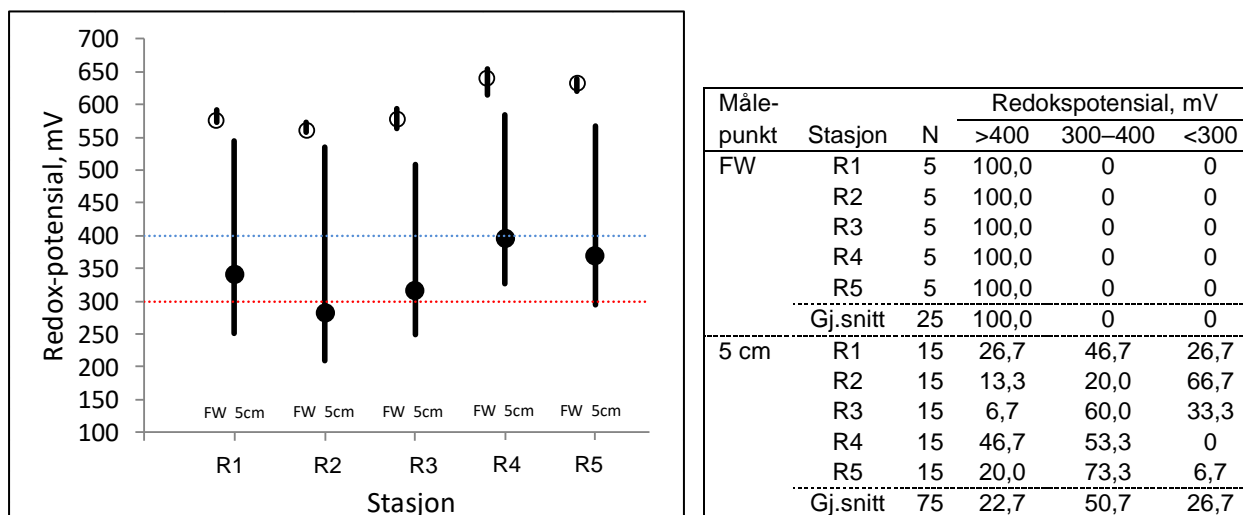 700
650
600
550
500
450
400
350
300
250
200
150
100
Redox-potensial, mV
FW 5cm FW 5cm FW 5cm FW 5cm FW 5cm
R1 R2 R3 R4 R5
Stasjon
Måle- Redokspotensial, mV
punkt Stasjon N >400 300–400 <300
FW R1 5 100,0 0 0
R2 5 100,0 0 0
R3 5 100,0 0 0
R4 5 100,0 0 0
R5 5 100,0 0 0
Gj.snitt 25 100,0 0 0
5 cm R1 15 26,7 46,7 26,7
R2 15 13,3 20,0 66,7
R3 15 6,7 60,0 33,3
R4 15 46,7 53,3 0
R5 15 20,0 73,3 6,7
Gj.snitt 75 22,7 50,7 26,7